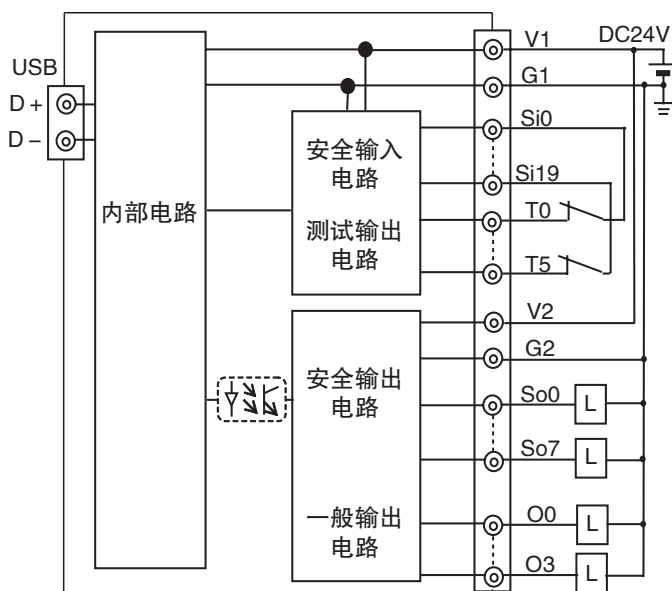 USB
D +
D −
内部电路
安全输入
电路
测试输出
电路
安全输出
电路
一般输出
电路
V1
DC24V
G1
Si0
Si19
T0
T5
V2
G2
So0
L
So7
L
O0
L
O3
L